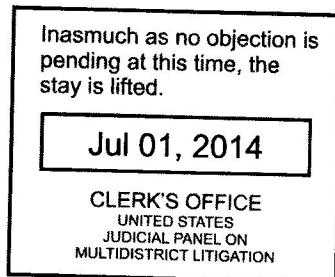 Inasmuch as no objection is
pending at this time, the
stay is lifted.
Jul 01, 2014
CLERK'S OFFICE
UNITED STATES
JUDICIAL PANEL ON
MULTIDISTRICT LITIGATION